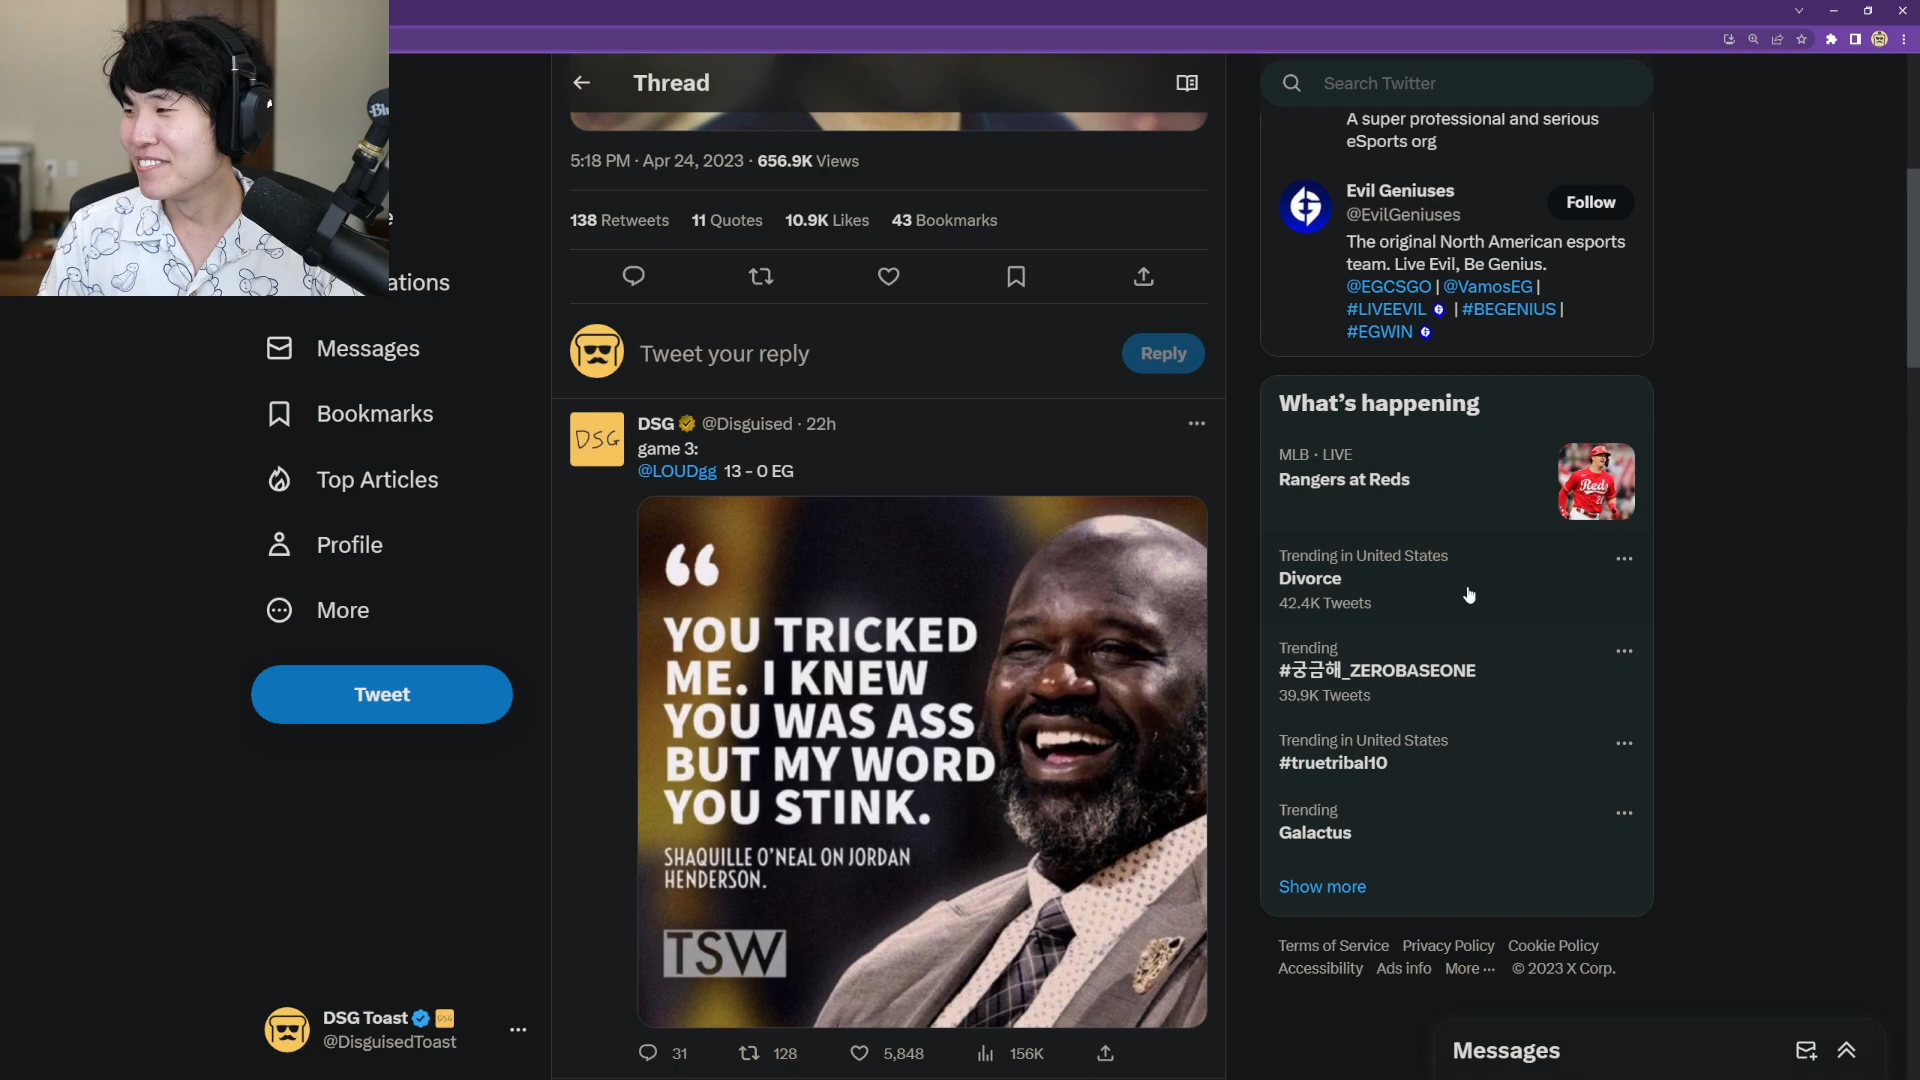 Thread
Search Twitter
5:18 PM · Apr 24, 2023 · 656.9K Views
138 Retweets 11 Quotes 10.9K Likes 43 Bookmarks
Tweet your reply
Reply
DSG @Disguised · 22h
game 3:
@LOUDgg 13 - 0 EG
DSG
“
YOU TRICKED
ME. I KNEW
YOU WAS ASS
BUT MY WORD
YOU STINK.
SHAQUILLE O'NEAL ON JORDAN
HENDERSON.
TSW
31 128 5,848 156K
ations
Messages
Bookmarks
Top Articles
Profile
More
Tweet
DSG Toast
@DisguisedToast
A super professional and serious
eSports org
Evil Geniuses
@EvilGeniuses
Follow
The original North American esports
team. Live Evil, Be Genius.
@EGCSGO | @VamosEG |
#LIVEEVIL | #BEGENIUS |
#EGWIN
What’s happening
MLB · LIVE
Rangers at Reds
Reds
Trending in United States
Divorce
42.4K Tweets
Trending
#궁금해_ZEROBASEONE
39.9K Tweets
Trending in United States
#truetribal10
Trending
Galactus
Show more
Terms of Service Privacy Policy Cookie Policy
Accessibility Ads info More ··· © 2023 X Corp.
Messages